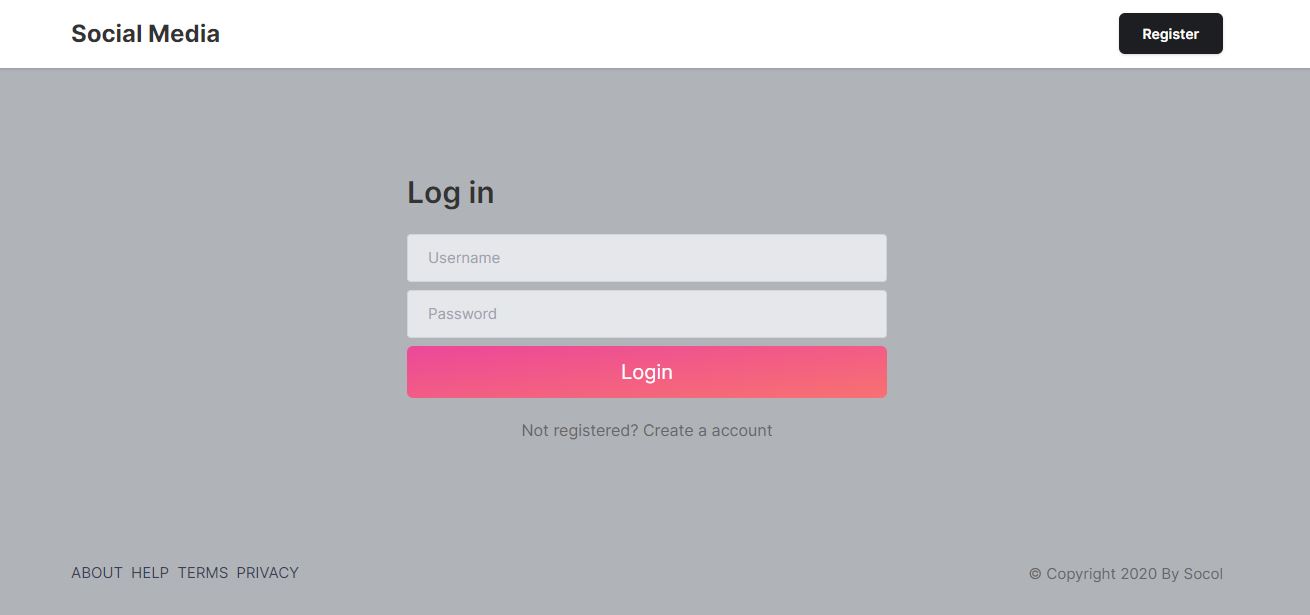 Social Media
Register
Log in
Username
Password
Login
Not registered? Create a account
ABOUT HELP TERMS PRIVACY
© Copyright 2020 By Socol